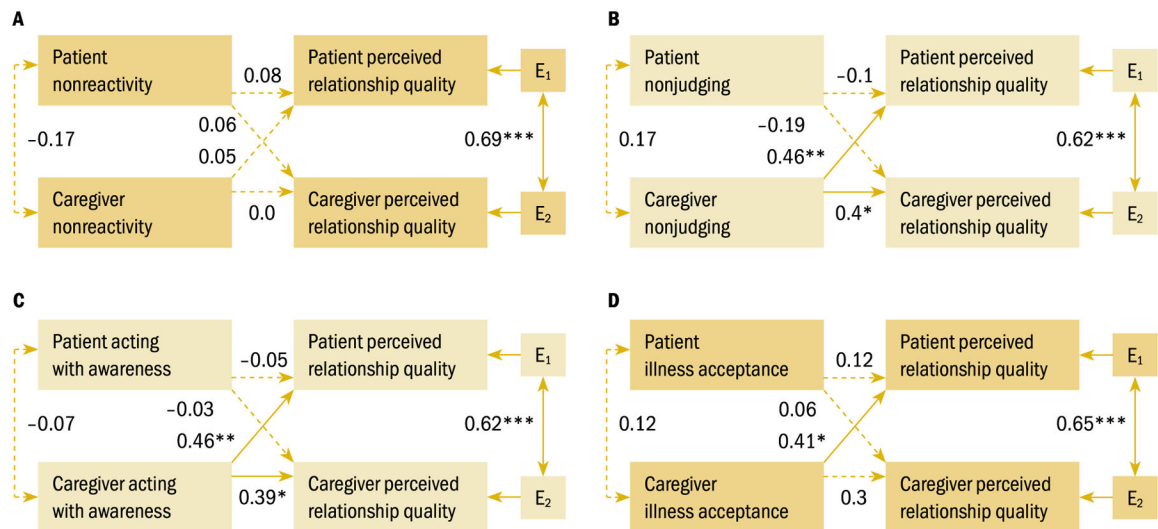 A
Patient
nonreactivity
0.08
Patient perceived
relationship quality
E₁
−0.17
0.06
0.05
0.69***
Caregiver
nonreactivity
0.0
Caregiver perceived
relationship quality
E₂
B
Patient
nonjudging
−0.1
Patient perceived
relationship quality
E₁
0.17
−0.19
0.46**
0.62***
Caregiver
nonjudging
0.4*
Caregiver perceived
relationship quality
E₂
C
Patient acting
with awareness
−0.05
Patient perceived
relationship quality
E₁
−0.07
−0.03
0.46**
0.62***
Caregiver acting
with awareness
0.39*
Caregiver perceived
relationship quality
E₂
D
Patient
illness acceptance
0.12
Patient perceived
relationship quality
E₁
0.12
0.06
0.41*
0.65***
Caregiver
illness acceptance
0.3
Caregiver perceived
relationship quality
E₂